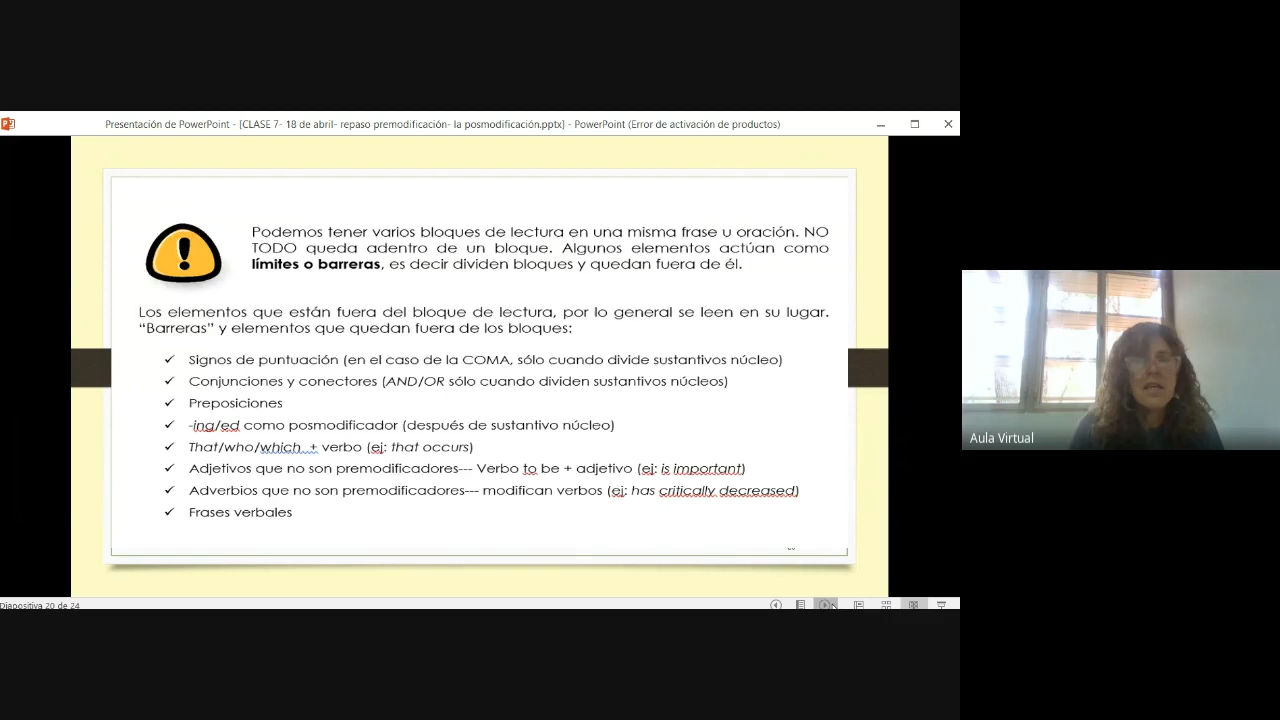 Presentación de PowerPoint - [CLASE 7- 18 de abril- repaso premodificación- la posmodificación.pptx] - PowerPoint (Error de activación de productos)
Podemos tener varios bloques de lectura en una misma frase u oración. NO
TODO queda adentro de un bloque. Algunos elementos actúan como
límites o barreras, es decir dividen bloques y quedan fuera de él.
Los elementos que están fuera del bloque de lectura, por lo general se leen en su lugar.
“Barreras” y elementos que quedan fuera de los bloques:
✓ Signos de puntuación (en el caso de la COMA, sólo cuando divide sustantivos núcleo)
✓ Conjunciones y conectores (AND/OR sólo cuando dividen sustantivos núcleos)
✓ Preposiciones
✓ -ing/ed como posmodificador (después de sustantivo núcleo)
✓ That/who/which + verbo (ej: that occurs)
✓ Adjetivos que no son premodificadores--- Verbo to be + adjetivo (ej: is important)
✓ Adverbios que no son premodificadores--- modifican verbos (ej: has critically decreased)
✓ Frases verbales
Diapositiva 20 de 24
Aula Virtual